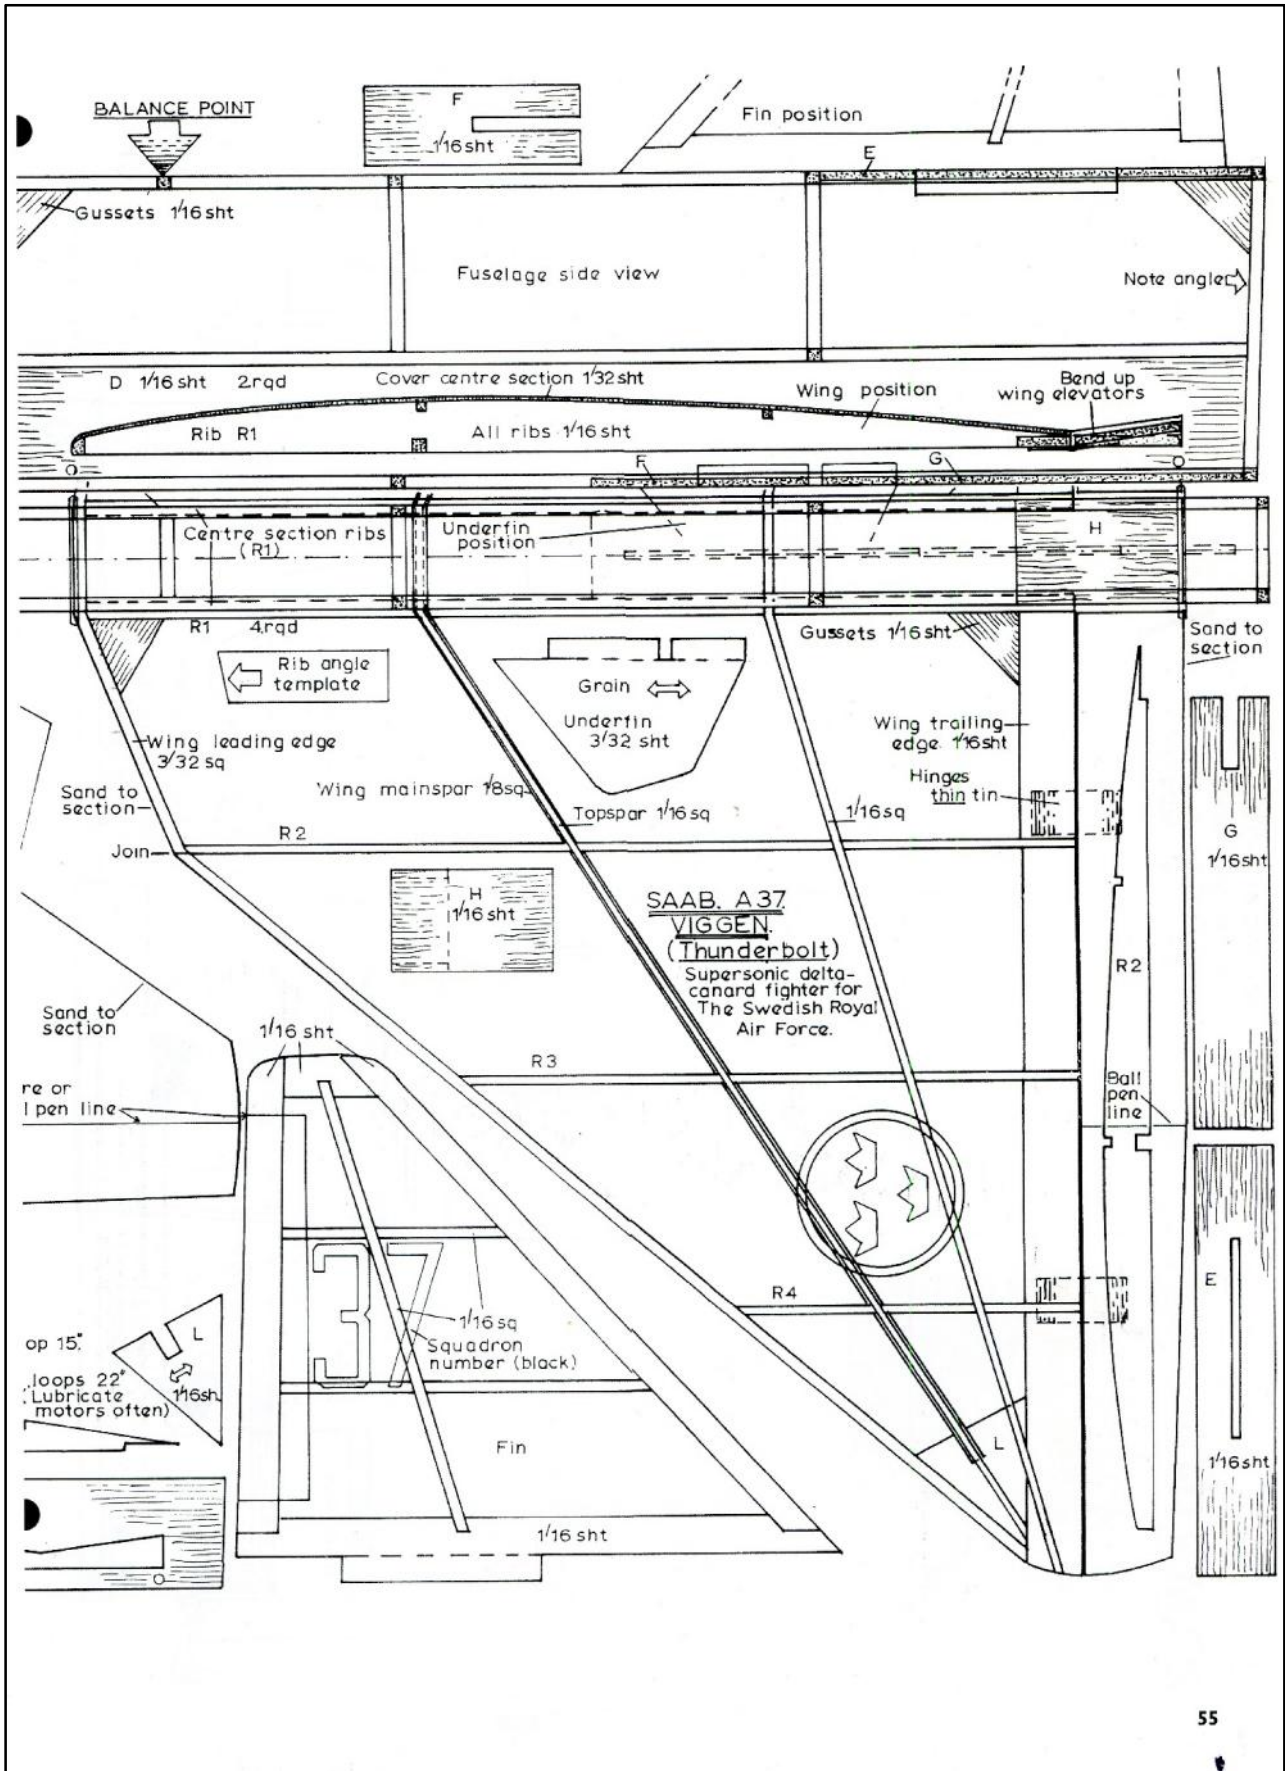 BALANCE POINT
F
1/16 sht
Fin position
E
Gussets 1/16 sht
Fuselage side view
Note angle
D 1/16 sht 2.rqd
Cover centre section 1/32 sht
Wing position
Bend up
wing elevators
Rib R1
All ribs 1/16 sht
F
G
Centre section ribs
(R1)
Underfin
position
H
R1 4.rqd
Gussets 1/16 sht
Sand to
section
Rib angle
template
Grain
Underfin
3/32 sht
Wing leading edge
3/32 sq
Wing trailing
edge 1/16 sht
Hinges
thin tin
Sand to
section
Wing mainspar 1/8 sq
Topspar 1/16 sq
1/16 sq
G
1/16 sht
R2
Join
H
1/16 sht
SAAB. A37.
VIGGEN.
(Thunderbolt)
Supersonic delta-
canard fighter for
The Swedish Royal
Air Force.
R2
Sand to
section
1/16 sht
R3
Ball
pen
line
re or
l pen line
37
E
R4
1/16 sq
Squadron
number (black)
op 15"
L
1/16 sh
loops 22"
(Lubricate
motors often)
Fin
L
1/16 sht
1/16 sht
55